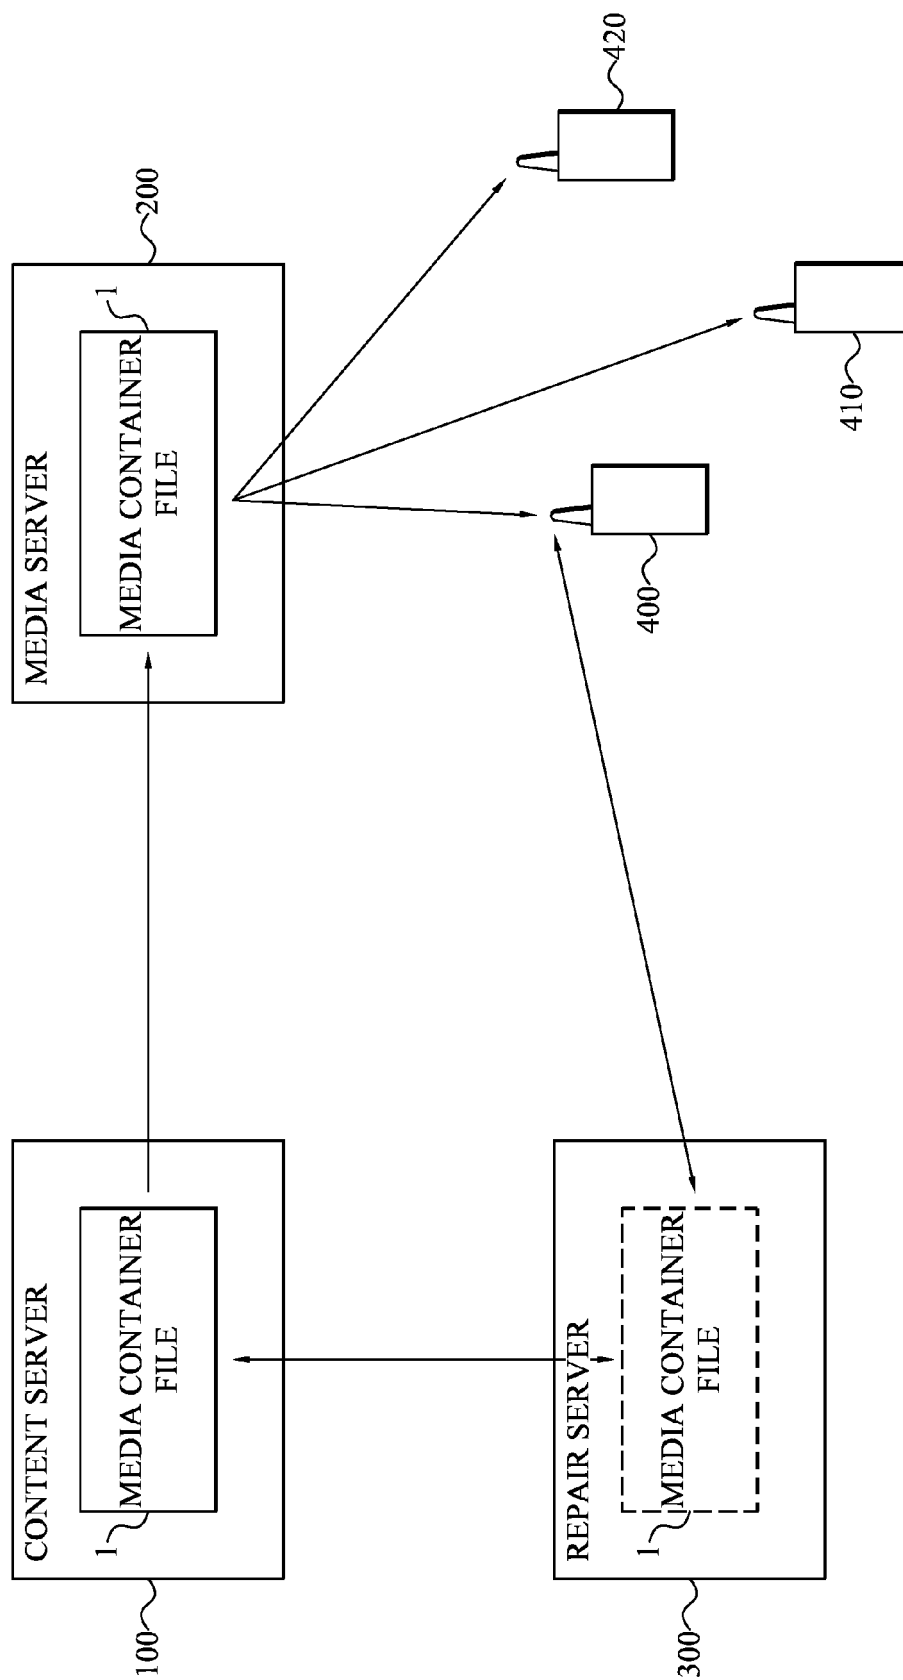 CONTENT SERVER
1
MEDIA CONTAINER
FILE
100
MEDIA SERVER
1
MEDIA CONTAINER
FILE
200
REPAIR SERVER
1
MEDIA CONTAINER
FILE
300
400
410
420